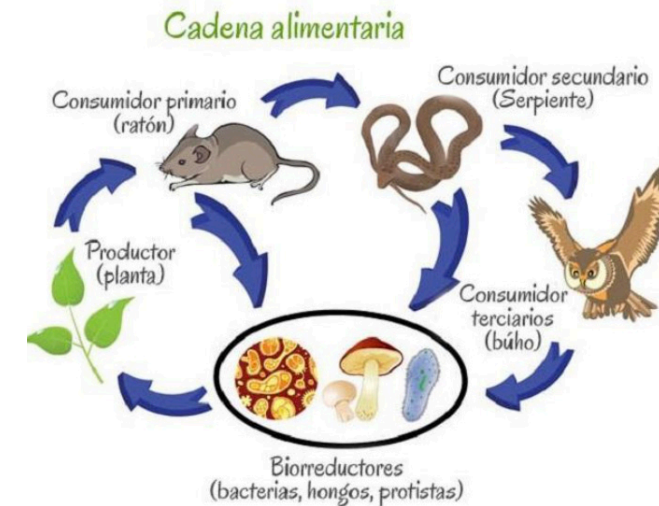 Cadena alimentaria
Consumidor primario
(ratón)
Consumidor secundario
(Serpiente)
Productor
(planta)
Consumidor
terciarios
(búho)
Biorreductores
(bacterias, hongos, protistas)